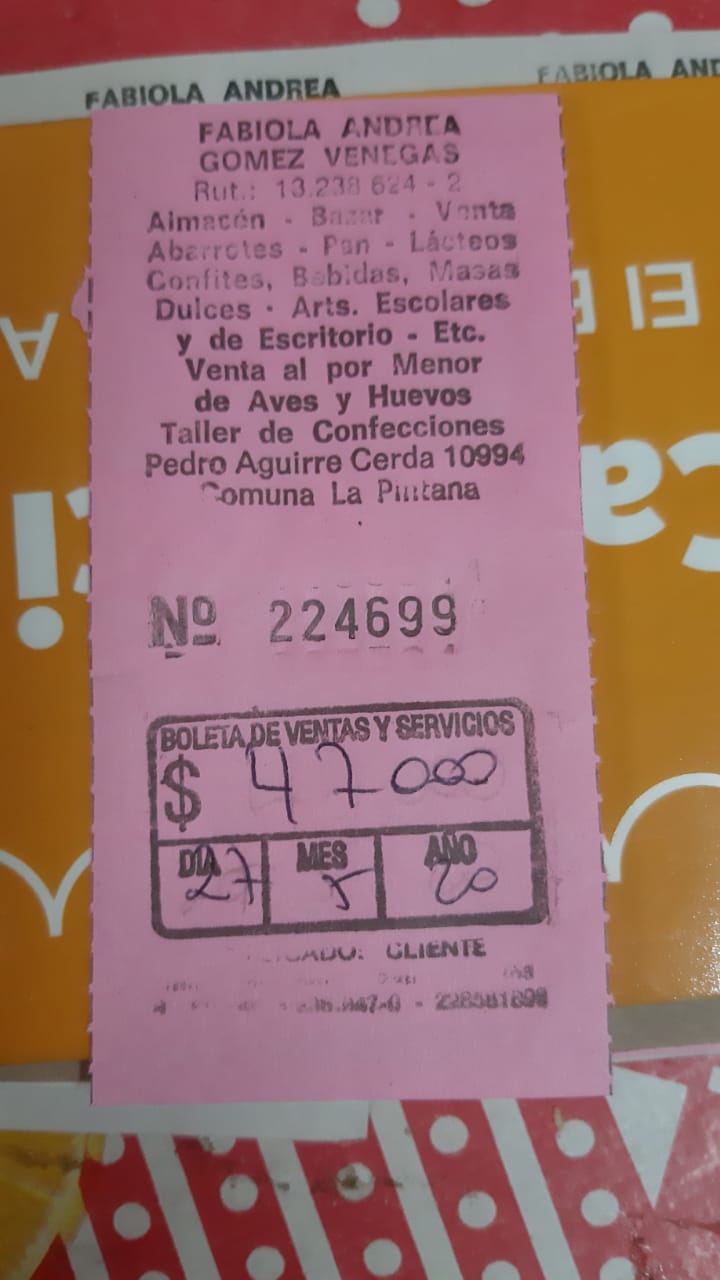 FABIOLA ANDREA
FABIOLA AND
FABIOLA ANDREA
GOMEZ VENEGAS
Rut.: 13.238 624 - 2
Almacén - Bazar - Venta
Abarrotes - Pan - Lácteos
Confites, Bebidas, Masas
Dulces - Arts. Escolares
y de Escritorio - Etc.
Venta al por Menor
de Aves y Huevos
Taller de Confecciones
Pedro Aguirre Cerda 10994
Comuna La Pintana
Nº 224699
BOLETA DE VENTAS Y SERVICIOS
$ 47000
DIA MES AÑO
27 5 20
CLIENTE